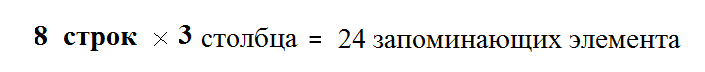 8 строк × 3 столбца = 24 запоминающих элемента